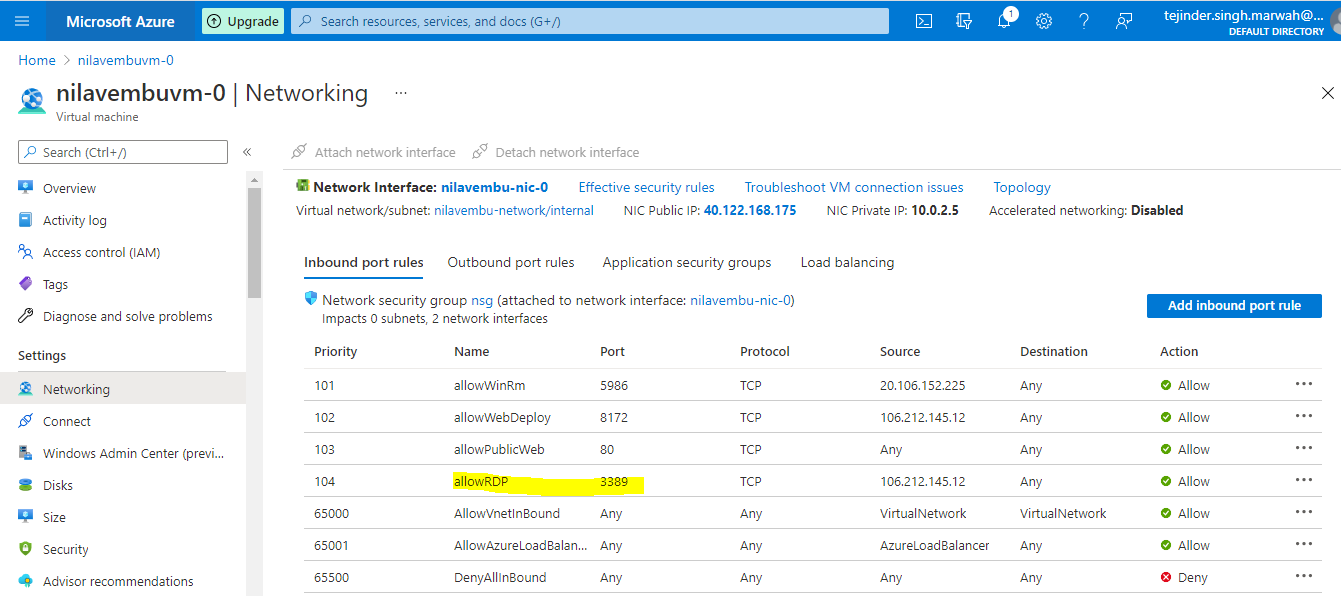 Microsoft Azure Upgrade Search resources, services, and docs (G+/) 1 tejinder.singh.marwah@...
DEFAULT DIRECTORY
Home > nilavembuvm-0
nilavembuvm-0 | Networking ...
Virtual machine
Search (Ctrl+/) « Attach network interface Detach network interface
Overview
Activity log
Access control (IAM)
Tags
Diagnose and solve problems
Settings
Networking
Connect
Windows Admin Center (previ...
Disks
Size
Security
Advisor recommendations
Network Interface: nilavembu-nic-0 Effective security rules Troubleshoot VM connection issues Topology
Virtual network/subnet: nilavembu-network/internal NIC Public IP: 40.122.168.175 NIC Private IP: 10.0.2.5 Accelerated networking: Disabled
Inbound port rules Outbound port rules Application security groups Load balancing
Network security group nsg (attached to network interface: nilavembu-nic-0)
Impacts 0 subnets, 2 network interfaces
Add inbound port rule
Priority Name Port Protocol Source Destination Action
101 allowWinRm 5986 TCP 20.106.152.225 Any Allow ...
102 allowWebDeploy 8172 TCP 106.212.145.12 Any Allow ...
103 allowPublicWeb 80 TCP Any Any Allow ...
104 allowRDP 3389 TCP 106.212.145.12 Any Allow ...
65000 AllowVnetInBound Any Any VirtualNetwork VirtualNetwork Allow ...
65001 AllowAzureLoadBalan... Any Any AzureLoadBalancer Any Allow ...
65500 DenyAllInBound Any Any Any Any Deny ...